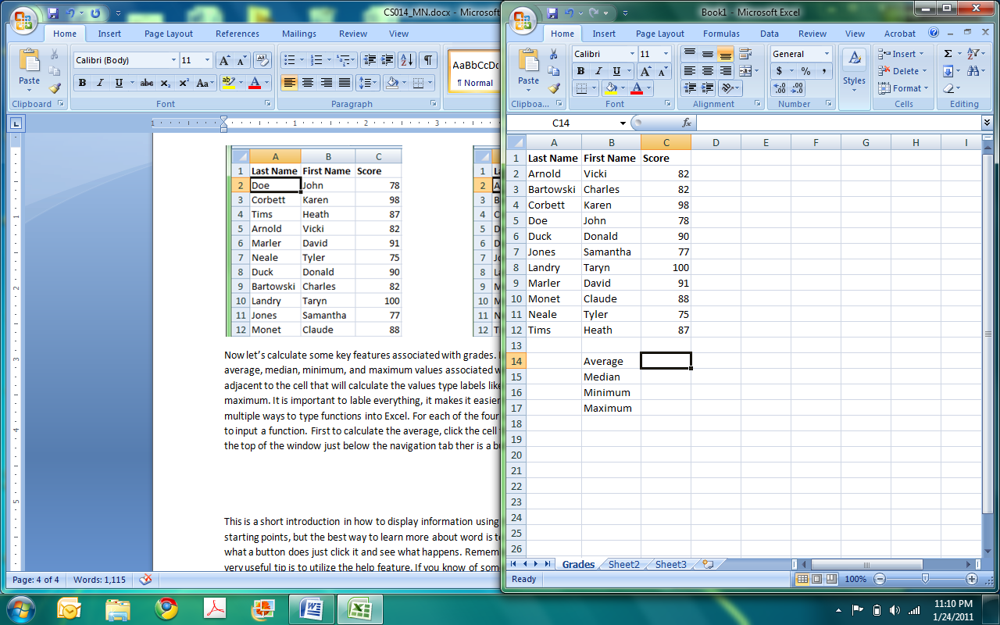 CS014_MN.docx - Microsoft
Home Insert Page Layout References Mailings Review View
Paste
Calibri (Body) 11
B I U abc x₂ x² Aa ab A
AaBbCcDc
¶ Normal
Clipboard Font Paragraph
1 1 2 3
A B C
1 Last Name First Name Score
2 Doe John 78
3 Corbett Karen 98
4 Tims Heath 87
5 Arnold Vicki 82
6 Marler David 91
7 Neale Tyler 75
8 Duck Donald 90
9 Bartowski Charles 82
10 Landry Taryn 100
11 Jones Samantha 77
12 Monet Claude 88
1
2 A
3 B
4 C
5 D
6 D
7 J
8 L
9 M
10 M
11 N
12 T
Now let's calculate some key features associated with grades.
average, median, minimum, and maximum values associated w
adjacent to the cell that will calculate the values type labels like
maximum. It is important to lable everything, it makes it easier
multiple ways to type functions into Excel. For each of the four
to input a function. First to calculate the average, click the cell
the top of the window just below the navigation tab ther is a bu
This is a short introduction in how to display information using
starting points, but the best way to learn more about word is to
what a button does just click it and see what happens. Remem
very useful tip is to utilize the help feature. If you know of som
Page: 4 of 4 Words: 1,115
Book1 - Microsoft Excel
Home Insert Page Layout Formulas Data Review View Acrobat
Paste
Calibri 11
B I U A A
General
$ % ,
Styles
Insert
Delete
Format
Σ
Clipboa... Font Alignment Number Cells Editing
C14 fx
A B C D E F G H I
1 Last Name First Name Score
2 Arnold Vicki 82
3 Bartowski Charles 82
4 Corbett Karen 98
5 Doe John 78
6 Duck Donald 90
7 Jones Samantha 77
8 Landry Taryn 100
9 Marler David 91
10 Monet Claude 88
11 Neale Tyler 75
12 Tims Heath 87
13
14 Average
15 Median
16 Minimum
17 Maximum
18
19
20
21
22
23
24
25
26
Grades Sheet2 Sheet3
Ready 100%
11:10 PM
1/24/2011